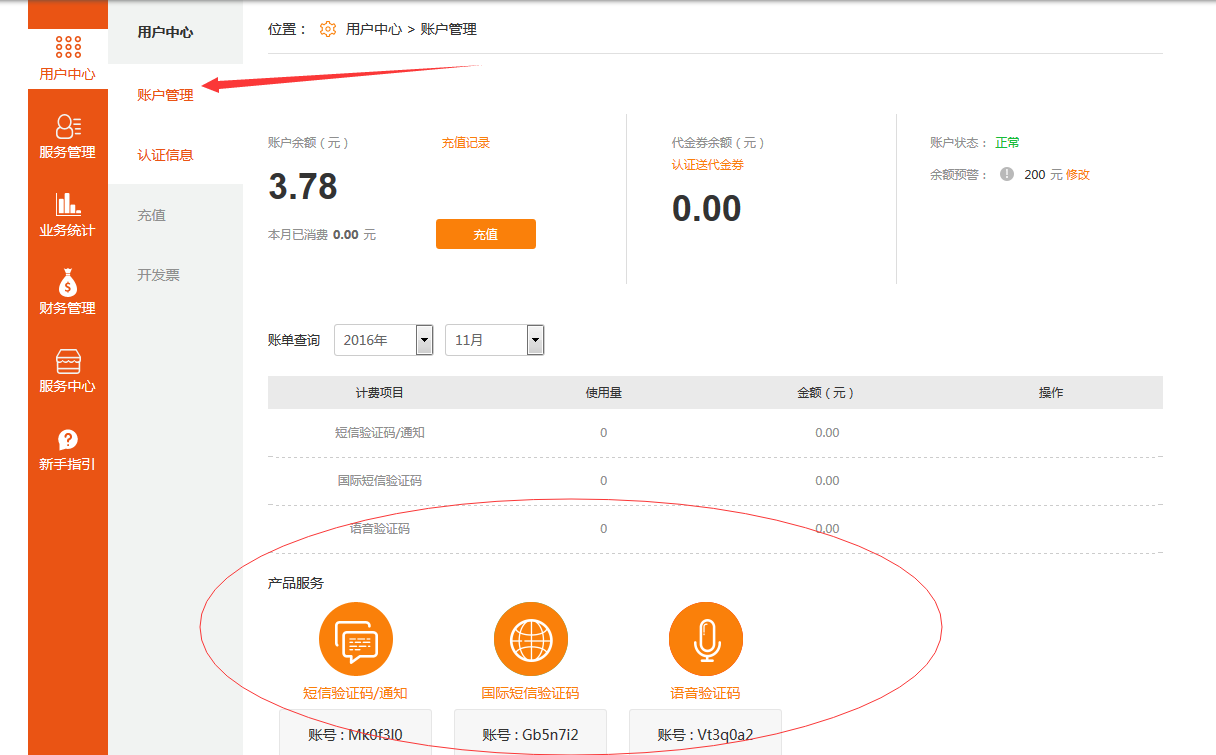 用户中心
服务管理
业务统计
财务管理
服务中心
新手指引
用户中心
账户管理
认证信息
充值
开发票
位置： 用户中心 > 账户管理
账户余额（元） 充值记录
3.78
本月已消费 0.00 元 充值
代金券余额（元）
认证送代金券
0.00
账户状态： 正常
余额预警： 200 元 修改
账单查询 2016年 11月
计费项目 使用量 金额（元） 操作
短信验证码/通知 0 0.00
国际短信验证码 0 0.00
语音验证码 0 0.00
产品服务
短信验证码/通知 国际短信验证码 语音验证码
账号 : Mk0f3l0 账号 : Gb5n7i2 账号 : Vt3q0a2